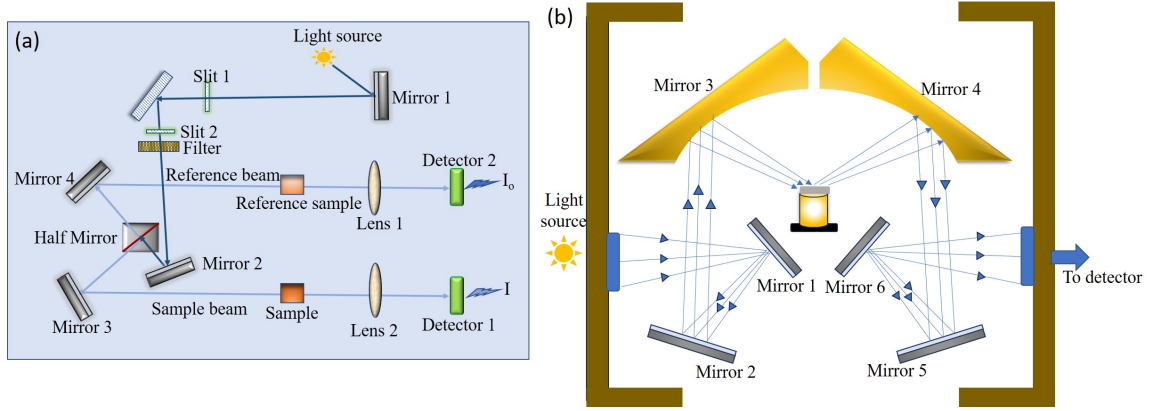 (a)
Light source
Slit 1
Mirror 1
Slit 2
Filter
Mirror 4
Reference beam
Detector 2
I₀
Reference sample
Lens 1
Half Mirror
Mirror 2
Mirror 3
Sample beam
Sample
Lens 2
Detector 1
I
(b)
Mirror 3
Mirror 4
Light
source
Mirror 1
Mirror 6
To detector
Mirror 2
Mirror 5